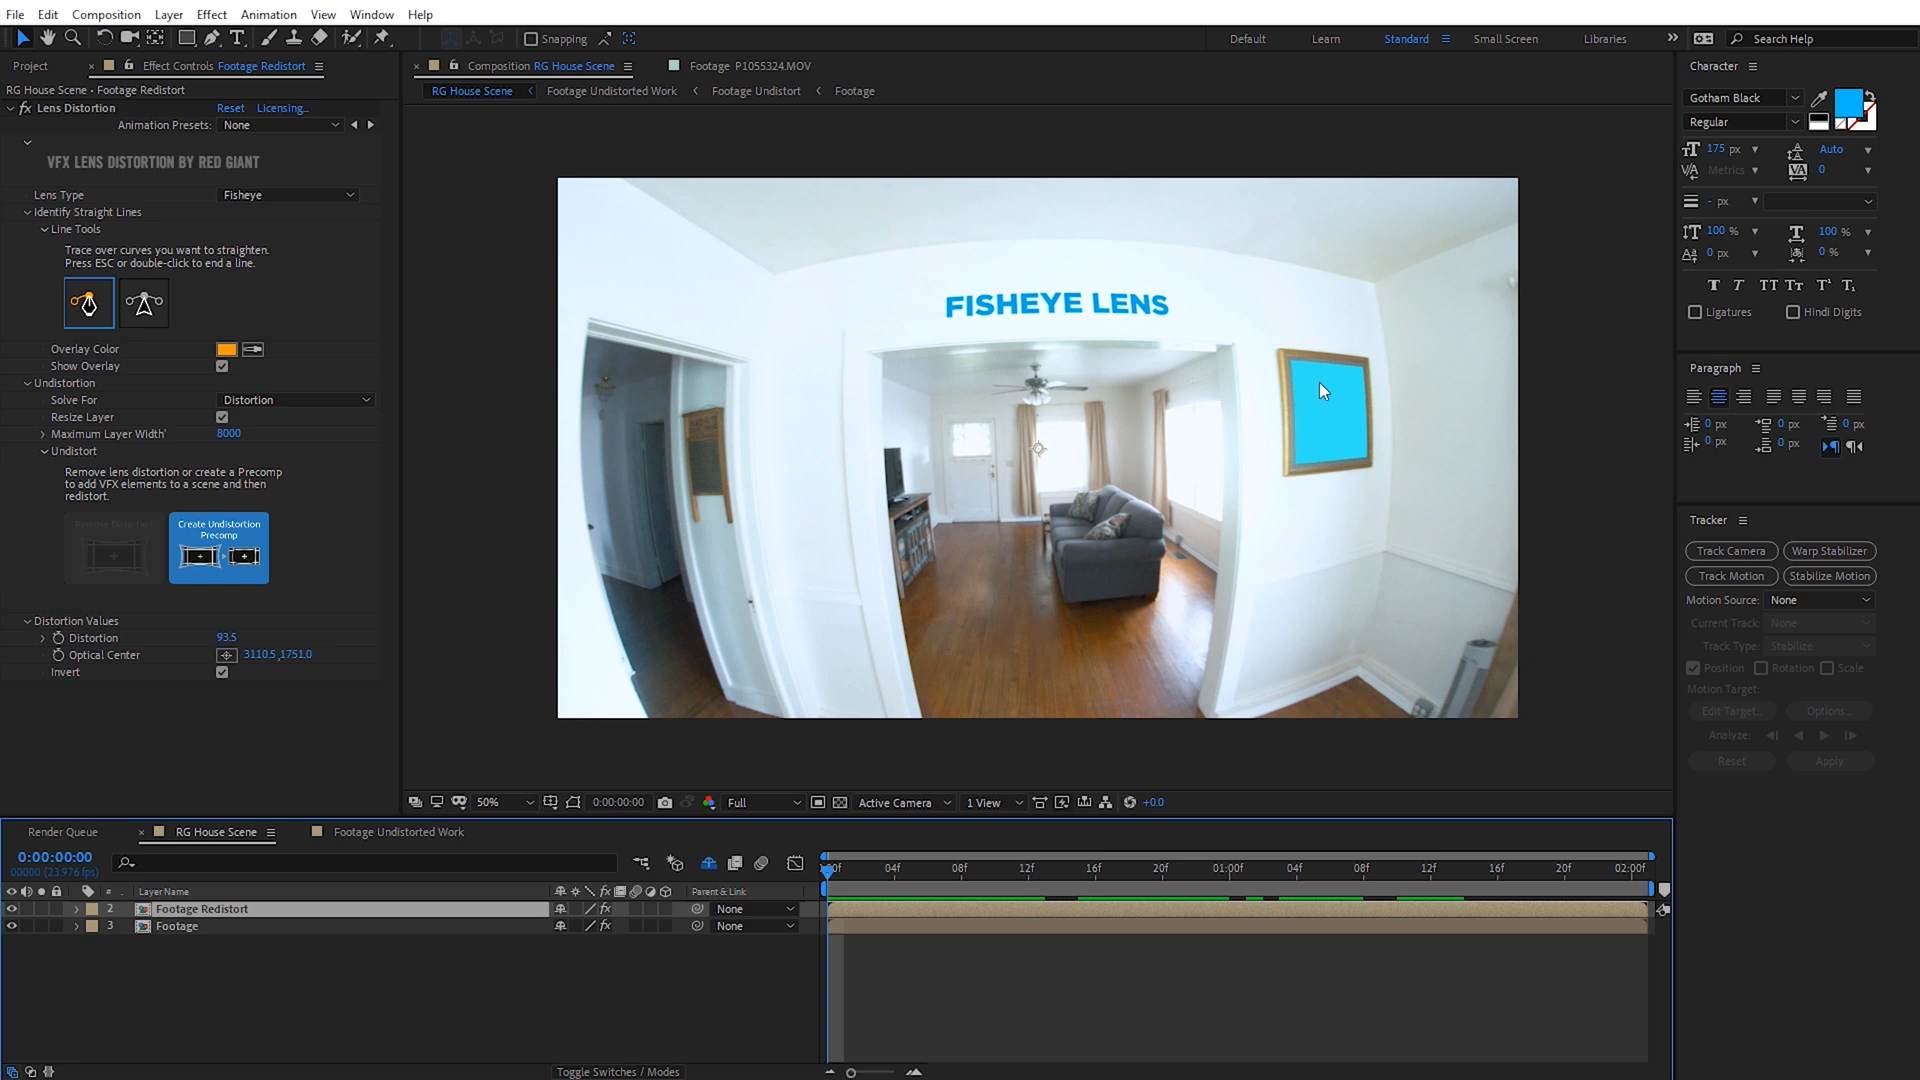 File Edit Composition Layer Effect Animation View Window Help
Snapping
Default Learn Standard Small Screen Libraries Search Help
Project Effect Controls Footage Redistort
RG House Scene • Footage Redistort
fx Lens Distortion Reset Licensing...
Animation Presets: None
VFX LENS DISTORTION BY RED GIANT
Lens Type Fisheye
Identify Straight Lines
Line Tools
Trace over curves you want to straighten.
Press ESC or double-click to end a line.
Overlay Color
Show Overlay
Undistortion
Solve For Distortion
Resize Layer
Maximum Layer Width' 8000
Undistort
Remove lens distortion or create a Precomp
to add VFX elements to a scene and then
redistort.
Remove Distortion
Create Undistortion
Precomp
Distortion Values
Distortion 93.5
Optical Center 3110.5,1751.0
Invert
Composition RG House Scene Footage P1055324.MOV
RG House Scene Footage Undistorted Work Footage Undistort Footage
FISHEYE LENS
50% 0:00:00:00 Full Active Camera 1 View +0.0
Character
Gotham Black
Regular
175 px Auto
Metrics 0
- px
100 % 100 %
0 px 0 %
T T TT Tт T¹ T₁
Ligatures Hindi Digits
Paragraph
0 px 0 px 0 px
0 px 0 px
Tracker
Track Camera Warp Stabilizer
Track Motion Stabilize Motion
Motion Source: None
Current Track: None
Track Type: Stabilize
Position Rotation Scale
Motion Target:
Edit Target... Options...
Analyze:
Reset Apply
Render Queue RG House Scene Footage Undistorted Work
0:00:00:00
00000 (23.976 fps)
04f 08f 12f 16f 20f 01:00f 04f 08f 12f 16f 20f 02:00f
# Layer Name fx Parent & Link
2 Footage Redistort fx None
3 Footage fx None
Toggle Switches / Modes